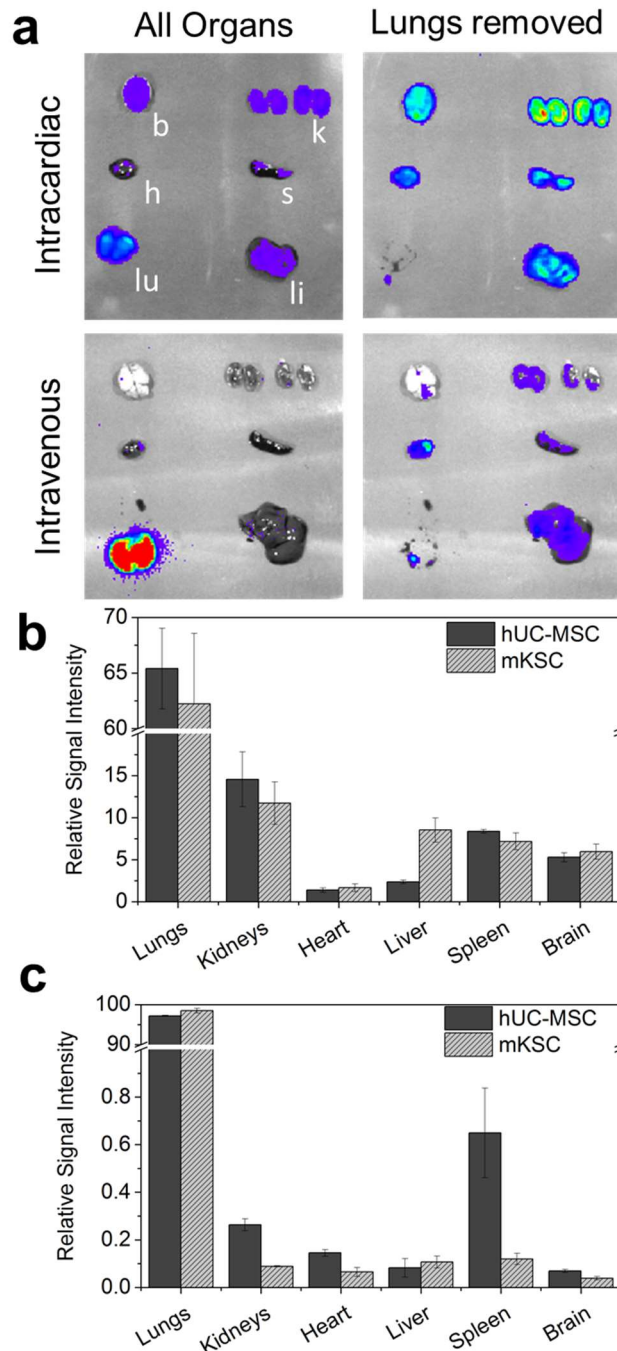 a
All Organs
Lungs removed
Intracardiac
b
k
h
s
lu
li
Intravenous
b
hUC-MSC
mKSC
Relative Signal Intensity
70
65
60
15
10
5
0
Lungs
Kidneys
Heart
Liver
Spleen
Brain
c
hUC-MSC
mKSC
Relative Signal Intensity
100
90
0.8
0.6
0.4
0.2
0.0
Lungs
Kidneys
Heart
Liver
Spleen
Brain